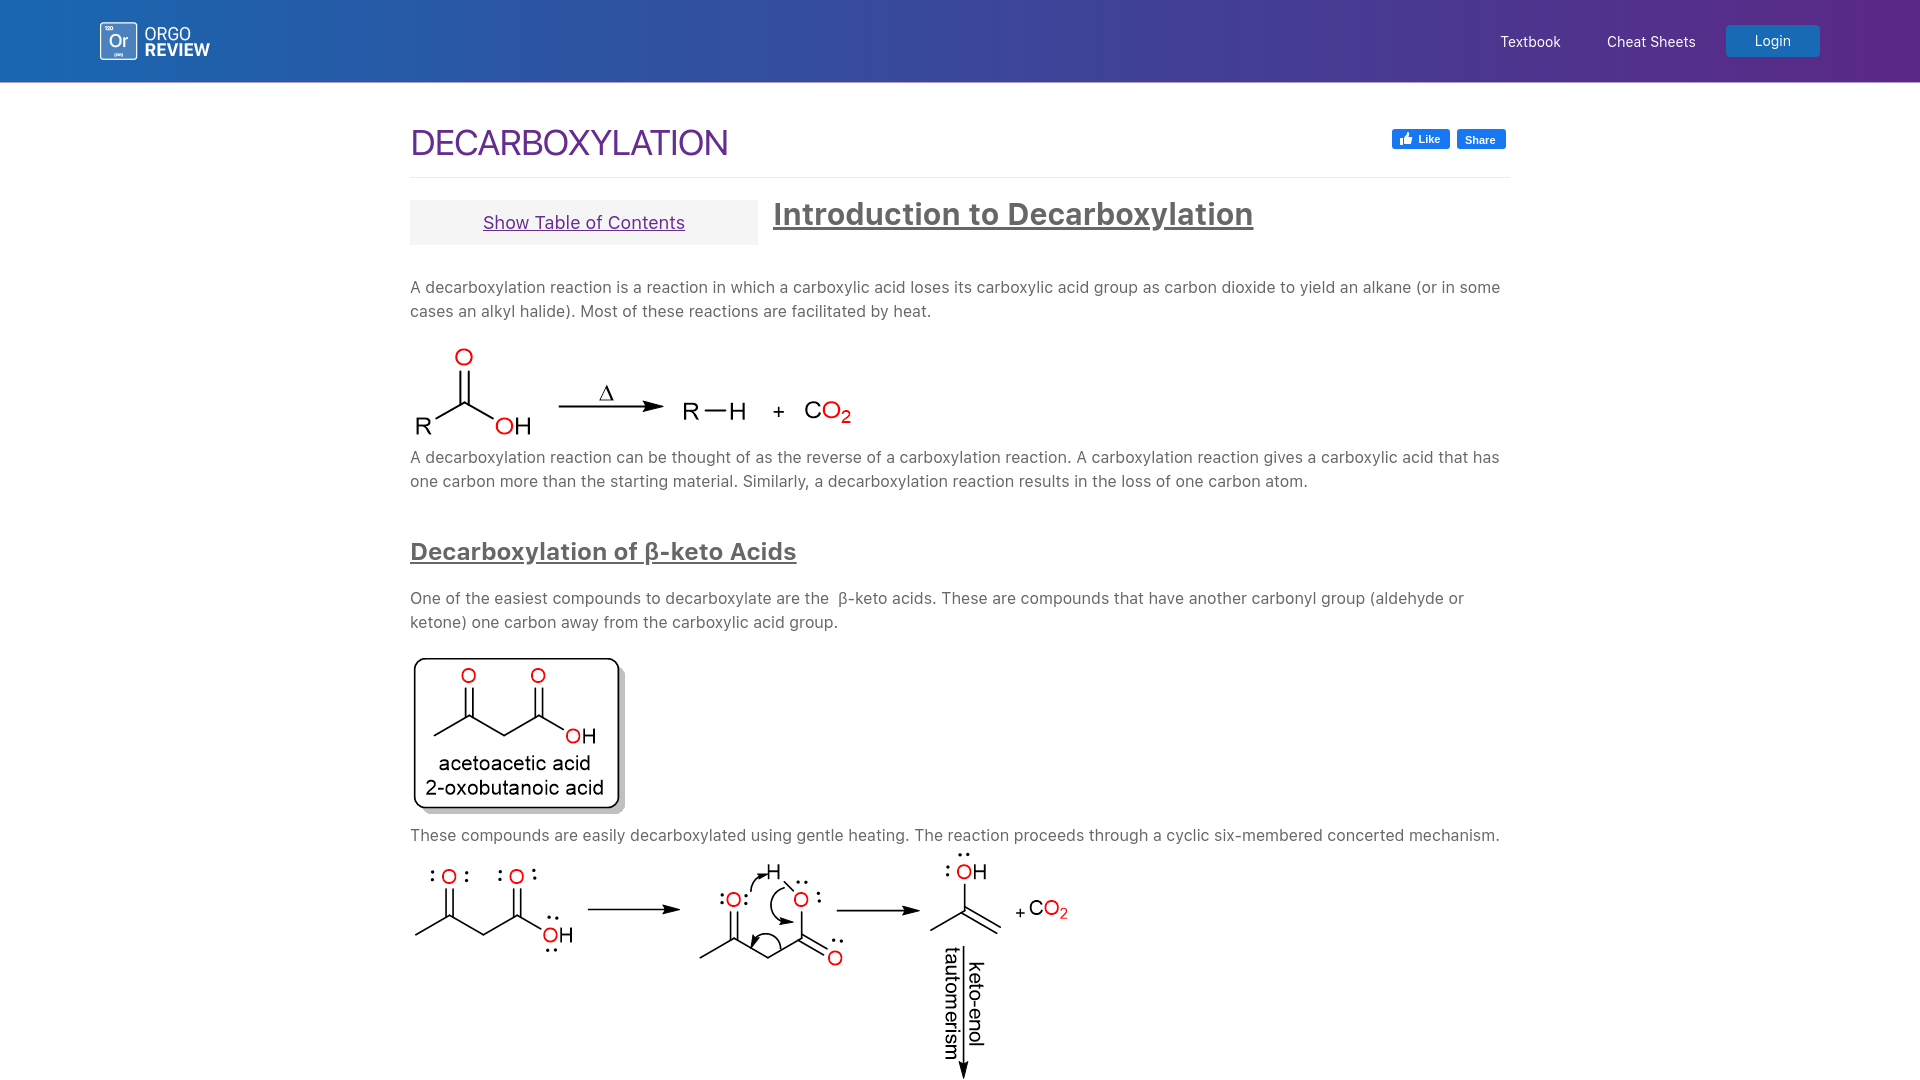 120
Or
ORGO
REVIEW
Textbook
Cheat Sheets
Login
DECARBOXYLATION
Like
Share
Show Table of Contents
Introduction to Decarboxylation
A decarboxylation reaction is a reaction in which a carboxylic acid loses its carboxylic acid group as carbon dioxide to yield an alkane (or in some
cases an alkyl halide). Most of these reactions are facilitated by heat.
O
Δ
R OH
R—H + CO2
A decarboxylation reaction can be thought of as the reverse of a carboxylation reaction. A carboxylation reaction gives a carboxylic acid that has
one carbon more than the starting material. Similarly, a decarboxylation reaction results in the loss of one carbon atom.
Decarboxylation of β-keto Acids
One of the easiest compounds to decarboxylate are the  β-keto acids. These are compounds that have another carbonyl group (aldehyde or
ketone) one carbon away from the carboxylic acid group.
O O
OH
acetoacetic acid
2-oxobutanoic acid
These compounds are easily decarboxylated using gentle heating. The reaction proceeds through a cyclic six-membered concerted mechanism.
:O: :O: H :OH
:O: O:
+ CO2
OH O
keto-enol
tautomerism